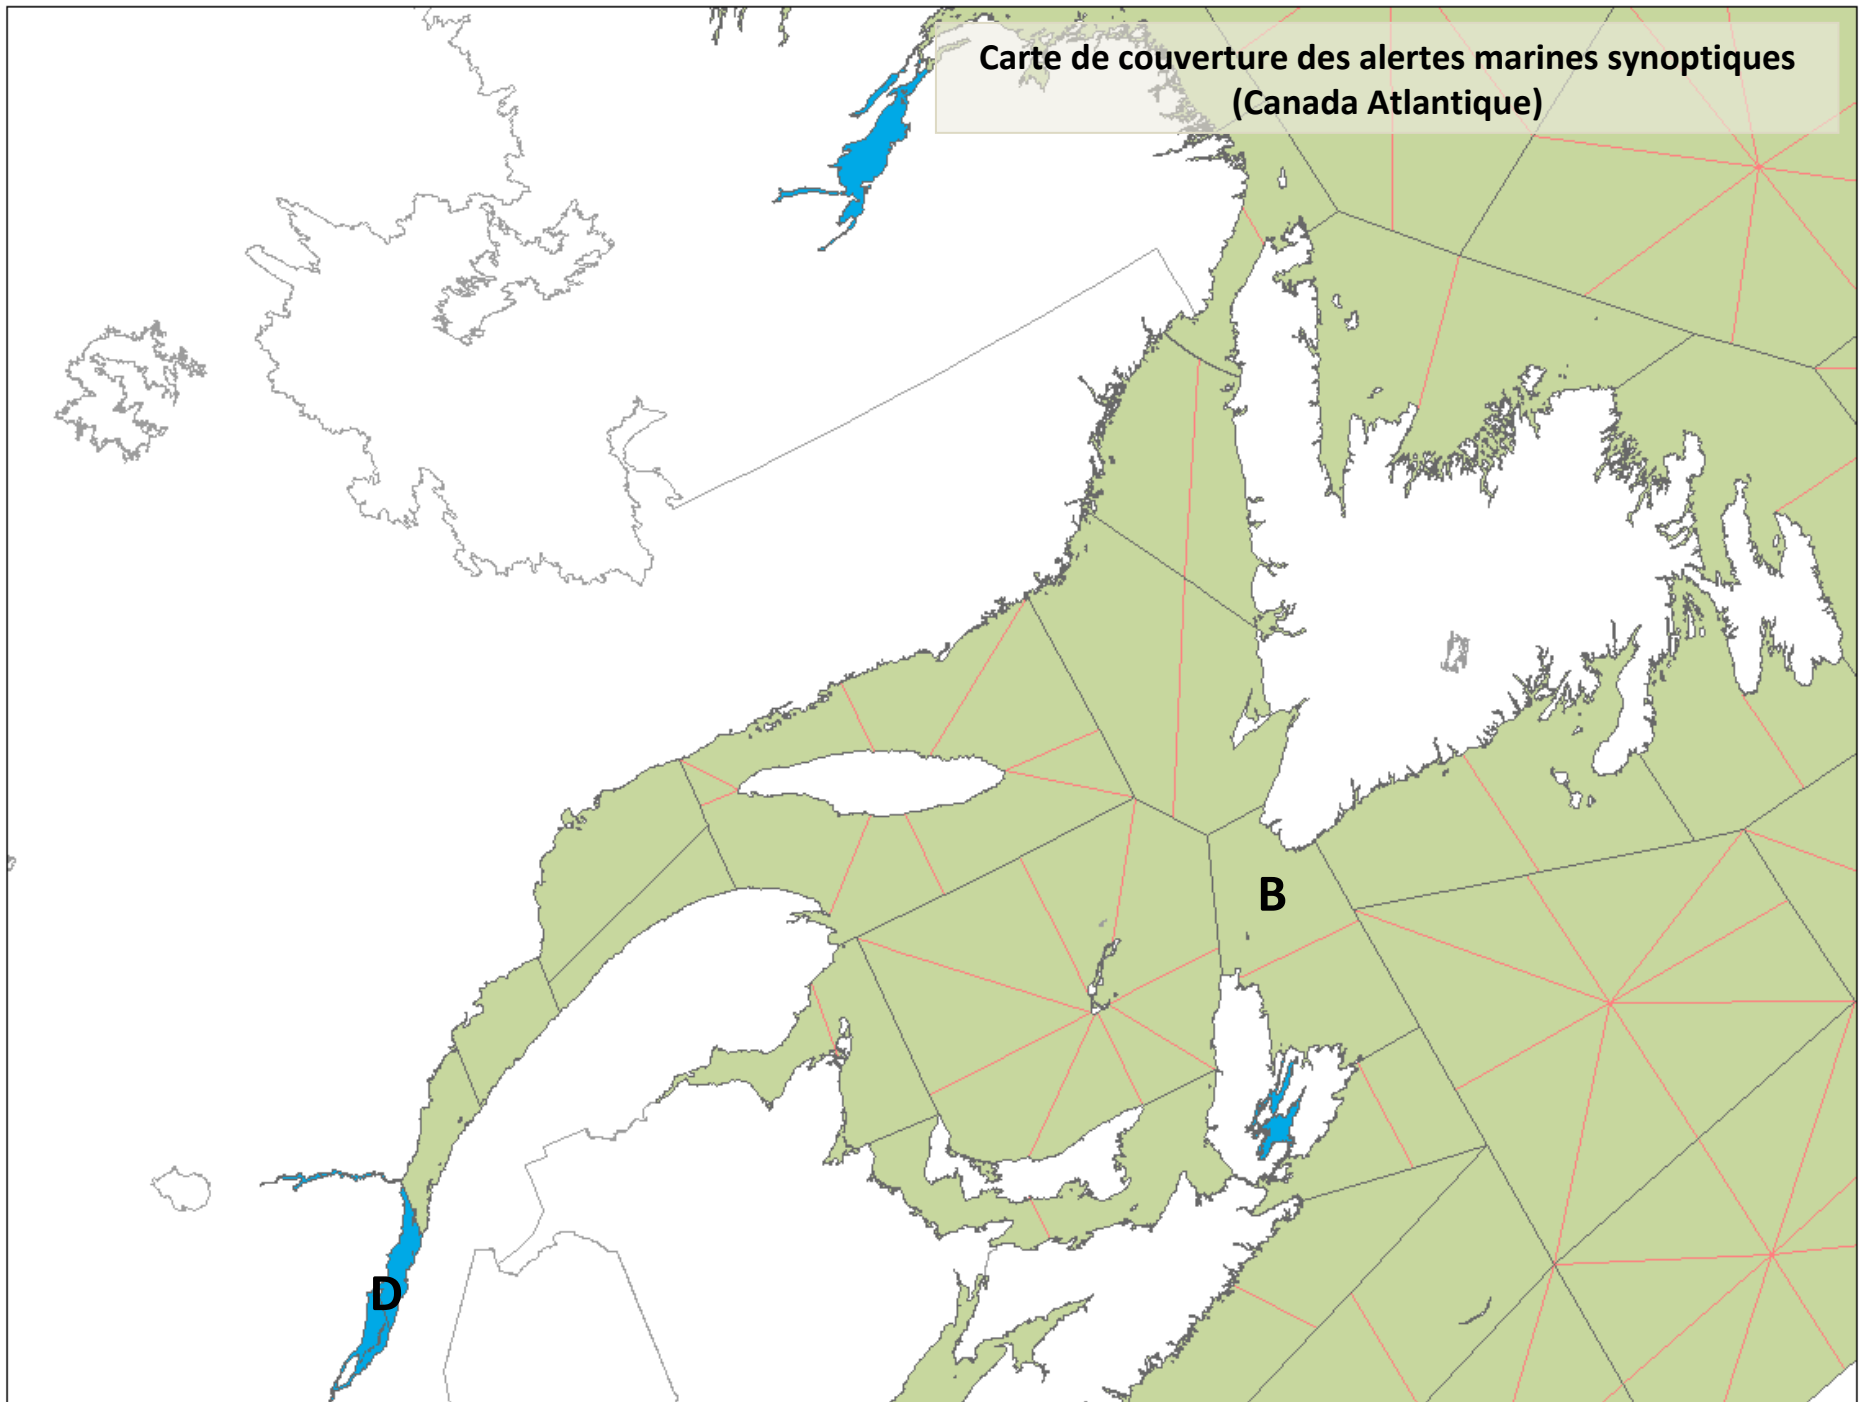 Carte de couverture des alertes marines synoptiques
(Canada Atlantique)
B
D